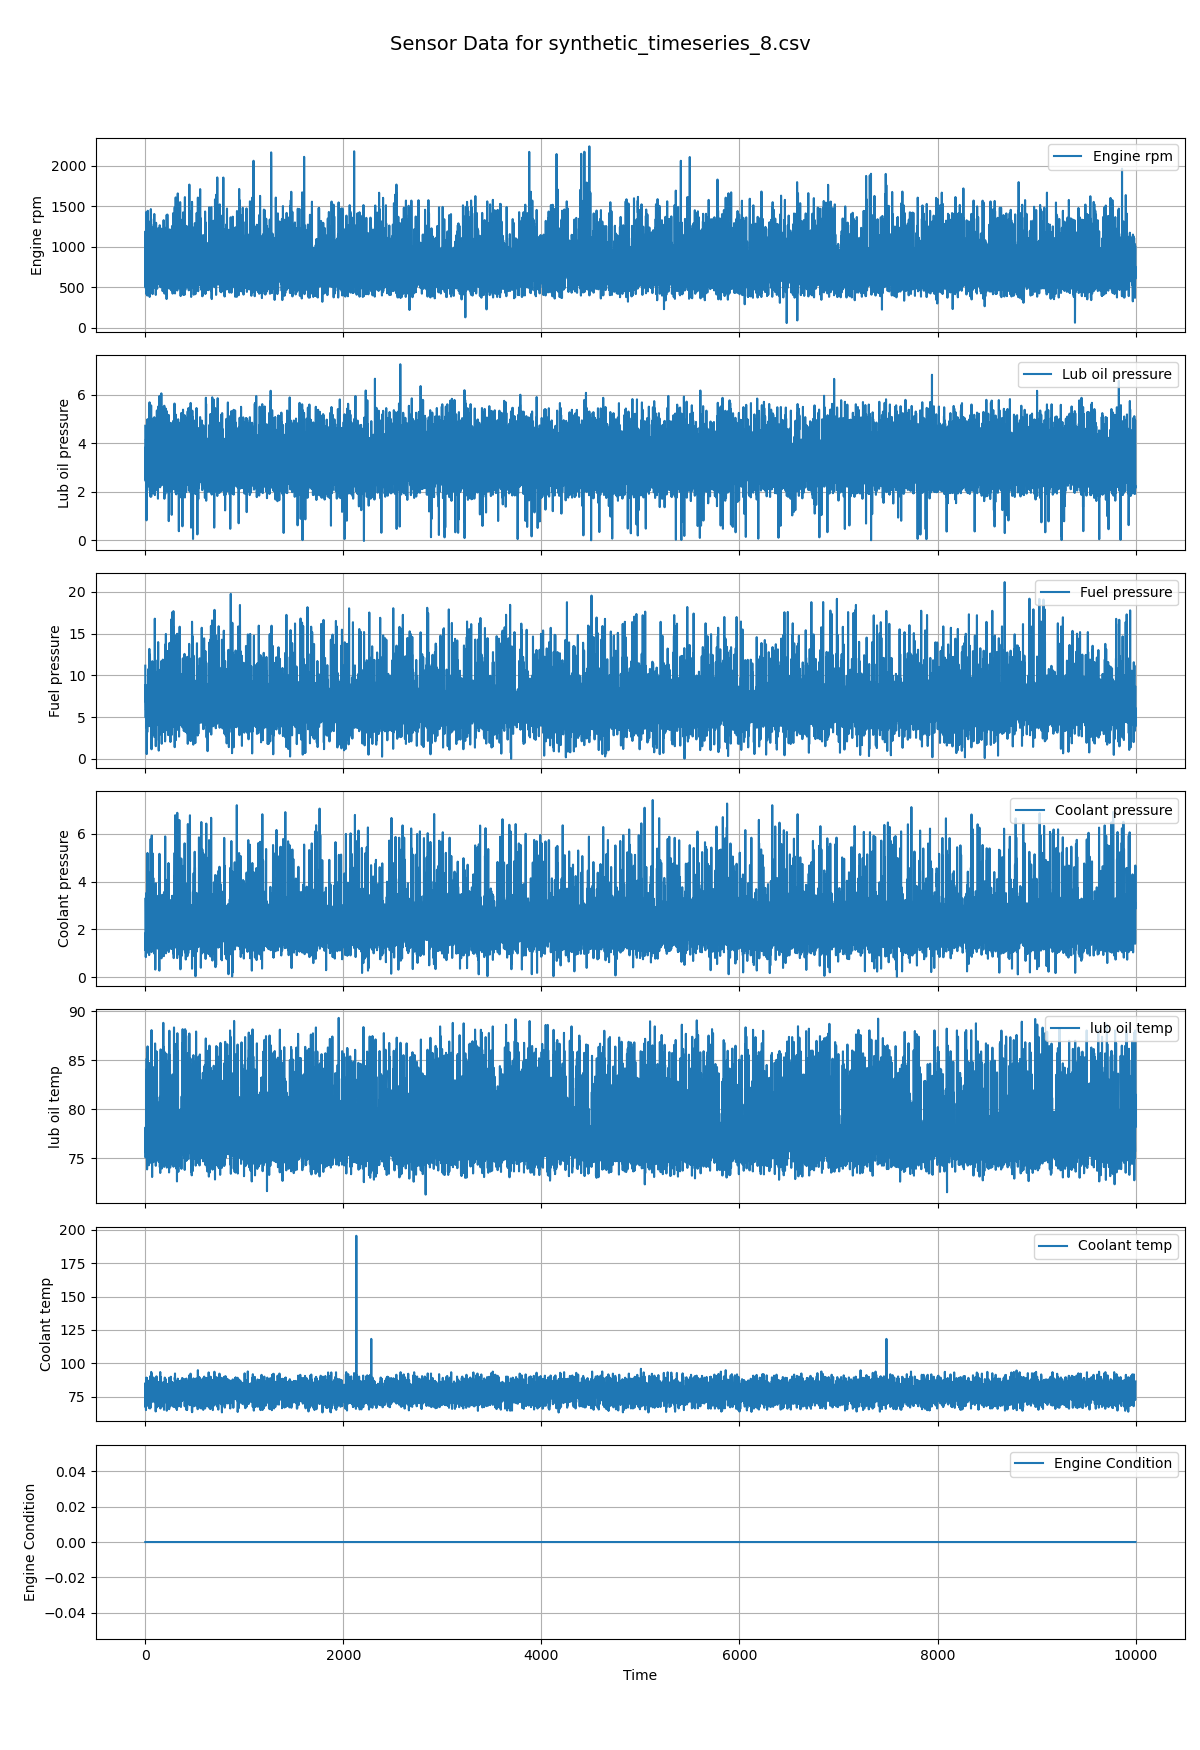 Sensor Data for synthetic_timeseries_8.csv
Engine rpm
2000
1500
1000
500
0
Engine rpm
Lub oil pressure
6
4
2
0
Lub oil pressure
Fuel pressure
20
15
10
5
0
Fuel pressure
Coolant pressure
6
4
2
0
Coolant pressure
lub oil temp
90
85
80
75
lub oil temp
Coolant temp
200
175
150
125
100
75
Coolant temp
Engine Condition
0.04
0.02
0.00
−0.02
−0.04
Engine Condition
0 2000 4000 6000 8000 10000
Time